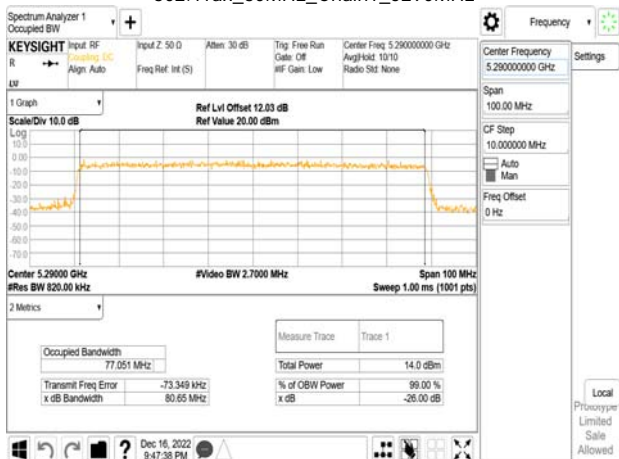 Spectrum Analyzer 1
Occupied BW
Frequency
KEYSIGHT Input: RF
R
Coupling: DC
Align: Auto
Input Z: 50 Ω
Freq Ref: Int (S)
Atten: 30 dB
Trig: Free Run
Gate: Off
#IF Gain: Low
Center Freq: 5.290000000 GHz
Avg|Hold: 10/10
Radio Std: None
Center Frequency
5.290000000 GHz
Settings
Span
100.00 MHz
CF Step
10.000000 MHz
Auto
Man
Freq Offset
0 Hz
1 Graph
Scale/Div 10.0 dB
Ref Lvl Offset 12.03 dB
Ref Value 20.00 dBm
Log
10.0
0.00
-10.0
-20.0
-30.0
-40.0
-50.0
-60.0
-70.0
Center 5.29000 GHz
#Video BW 2.7000 MHz
Span 100 MHz
#Res BW 820.00 kHz
Sweep 1.00 ms (1001 pts)
2 Metrics
Measure Trace Trace 1
Occupied Bandwidth
77.051 MHz
Total Power 14.0 dBm
Transmit Freq Error -73.349 kHz
% of OBW Power 99.00 %
x dB Bandwidth 80.65 MHz
x dB -26.00 dB
Local
Prototype
Limited
Sale
Allowed
Dec 16, 2022
9:47:38 PM